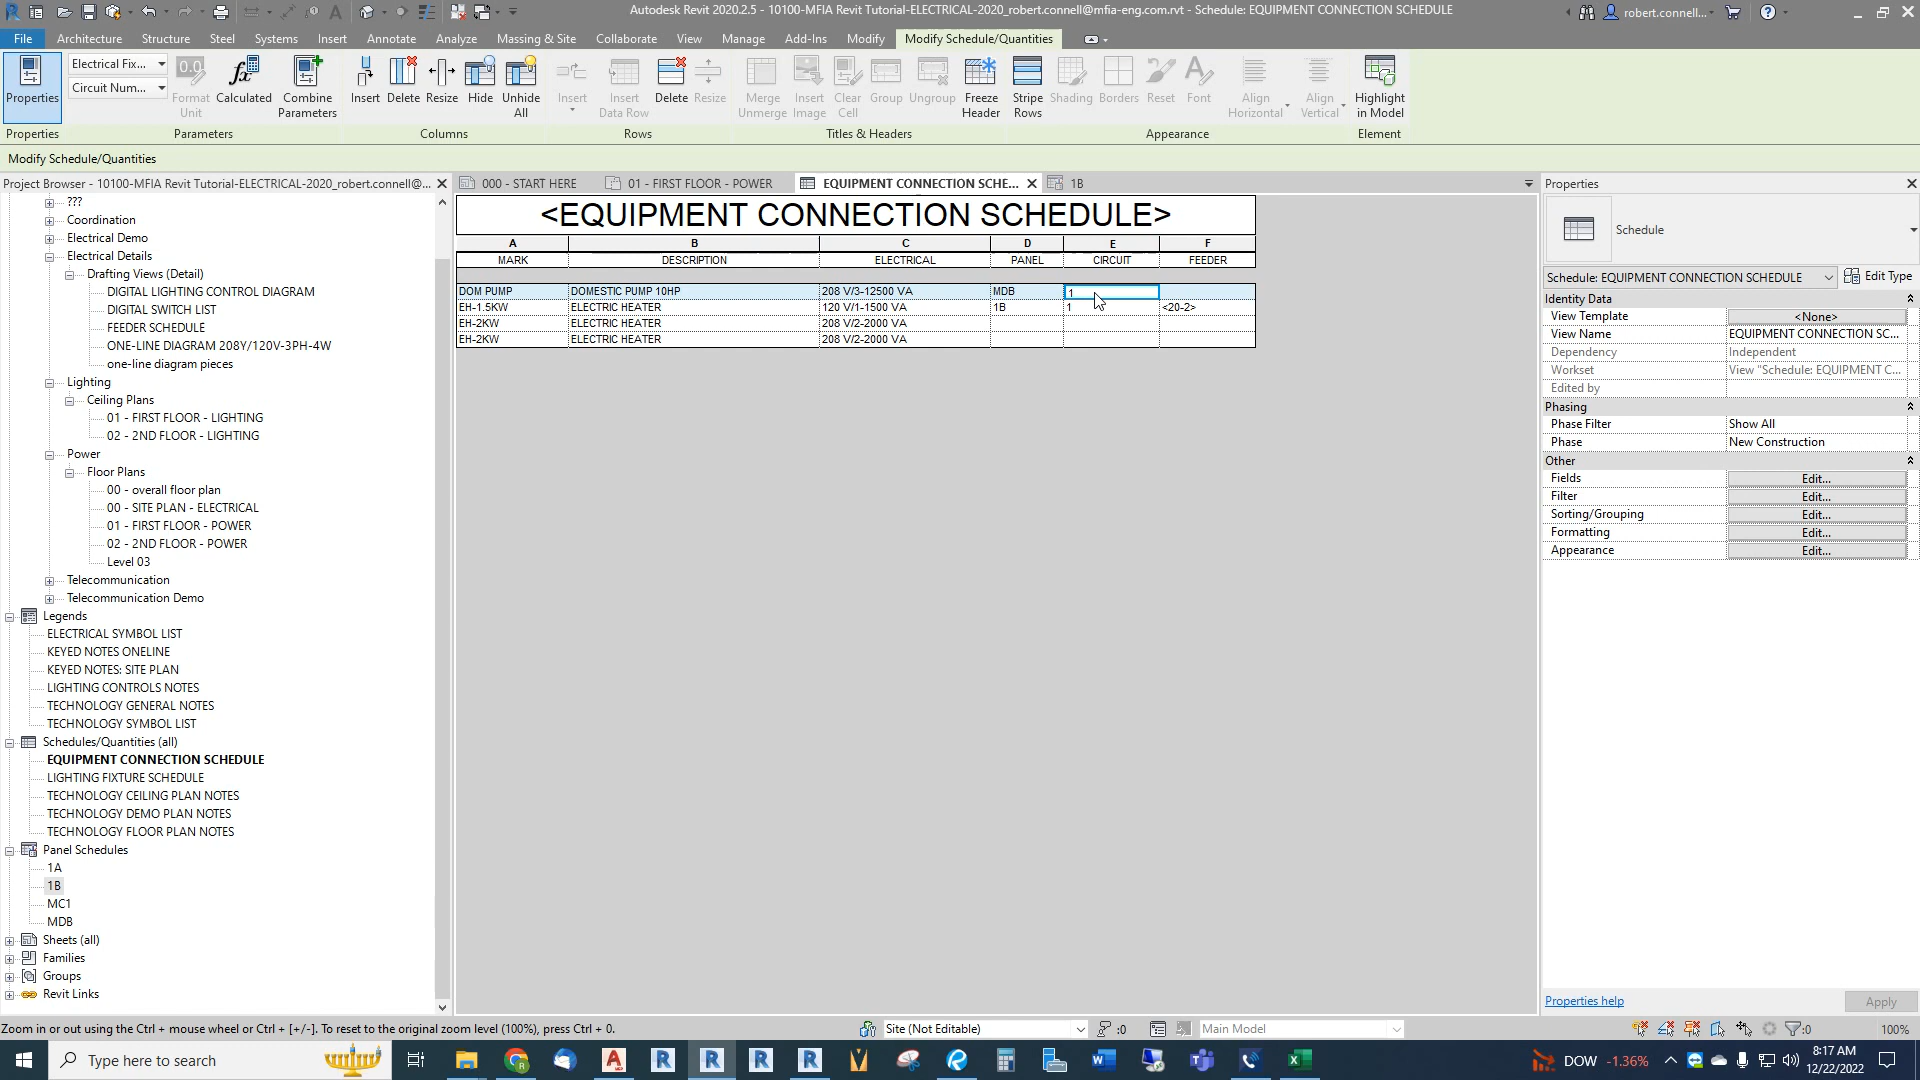 Autodesk Revit 2020.2.5 - 10100-MFIA Revit Tutorial-ELECTRICAL-2020_robert.connell@mfia-eng.com.rvt - Schedule: EQUIPMENT CONNECTION SCHEDULE
robert.connell...
File Architecture Structure Steel Systems Insert Annotate Analyze Massing & Site Collaborate View Manage Add-Ins Modify Modify Schedule/Quantities
Electrical Fix...
Circuit Num...
Properties Format Unit Calculated Combine Parameters Insert Delete Resize Hide Unhide All Insert Insert Data Row Delete Resize Merge Unmerge Insert Image Clear Cell Group Ungroup Freeze Header Stripe Rows Shading Borders Reset Font Align Horizontal Align Vertical Highlight in Model
Properties Parameters Columns Rows Titles & Headers Appearance Element
Modify Schedule/Quantities
Project Browser - 10100-MFIA Revit Tutorial-ELECTRICAL-2020_robert.connell@...
???
Coordination
Electrical Demo
Electrical Details
Drafting Views (Detail)
DIGITAL LIGHTING CONTROL DIAGRAM
DIGITAL SWITCH LIST
FEEDER SCHEDULE
ONE-LINE DIAGRAM 208Y/120V-3PH-4W
one-line diagram pieces
Lighting
Ceiling Plans
01 - FIRST FLOOR - LIGHTING
02 - 2ND FLOOR - LIGHTING
Power
Floor Plans
00 - overall floor plan
00 - SITE PLAN - ELECTRICAL
01 - FIRST FLOOR - POWER
02 - 2ND FLOOR - POWER
Level 03
Telecommunication
Telecommunication Demo
Legends
ELECTRICAL SYMBOL LIST
KEYED NOTES ONELINE
KEYED NOTES: SITE PLAN
LIGHTING CONTROLS NOTES
TECHNOLOGY GENERAL NOTES
TECHNOLOGY SYMBOL LIST
Schedules/Quantities (all)
EQUIPMENT CONNECTION SCHEDULE
LIGHTING FIXTURE SCHEDULE
TECHNOLOGY CEILING PLAN NOTES
TECHNOLOGY DEMO PLAN NOTES
TECHNOLOGY FLOOR PLAN NOTES
Panel Schedules
1A
1B
MC1
MDB
Sheets (all)
Families
Groups
Revit Links
000 - START HERE 01 - FIRST FLOOR - POWER EQUIPMENT CONNECTION SCHE... 1B
<EQUIPMENT CONNECTION SCHEDULE>
A B C D E F
MARK DESCRIPTION ELECTRICAL PANEL CIRCUIT FEEDER
DOM PUMP DOMESTIC PUMP 10HP 208 V/3-12500 VA MDB 1
EH-1.5KW ELECTRIC HEATER 120 V/1-1500 VA 1B 1 <20-2>
EH-2KW ELECTRIC HEATER 208 V/2-2000 VA
EH-2KW ELECTRIC HEATER 208 V/2-2000 VA
Properties
Schedule
Schedule: EQUIPMENT CONNECTION SCHEDULE Edit Type
Identity Data
View Template <None>
View Name EQUIPMENT CONNECTION SC...
Dependency Independent
Workset View "Schedule: EQUIPMENT C...
Edited by
Phasing
Phase Filter Show All
Phase New Construction
Other
Fields Edit...
Filter Edit...
Sorting/Grouping Edit...
Formatting Edit...
Appearance Edit...
Properties help Apply
Zoom in or out using the Ctrl + mouse wheel or Ctrl + [+/-]. To reset to the original zoom level (100%), press Ctrl + 0.
Site (Not Editable) :0 Main Model :0 100%
Type here to search
DOW -1.36%
8:17 AM
12/22/2022